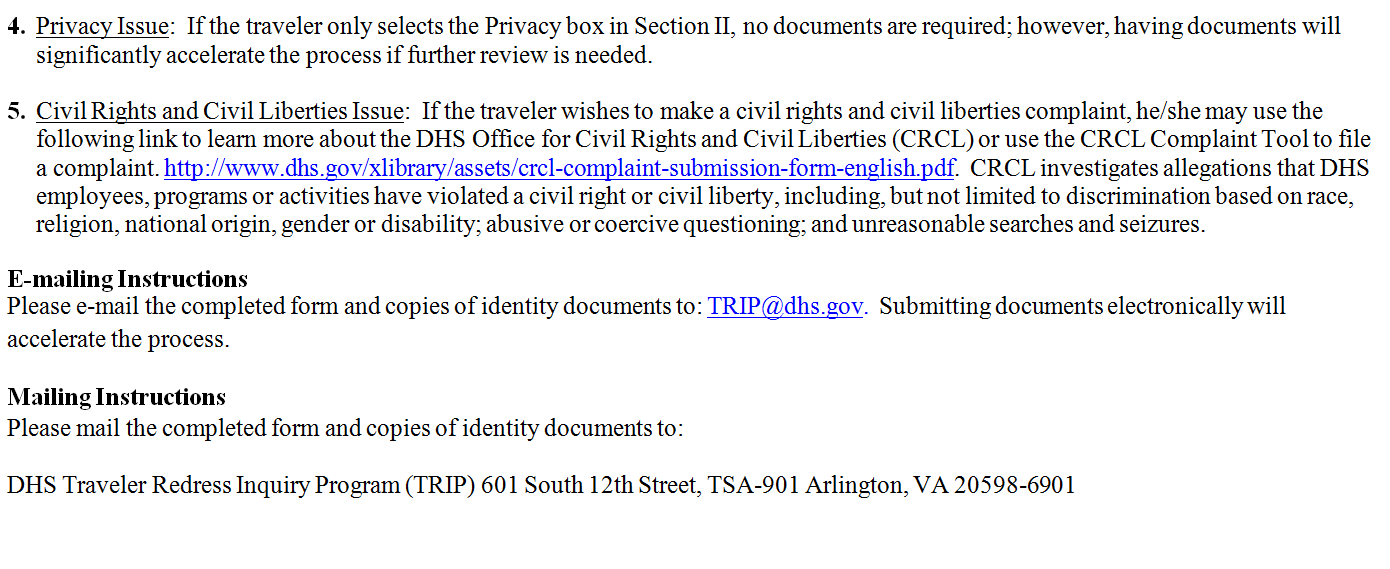 4. Privacy Issue: If the traveler only selects the Privacy box in Section II, no documents are required; however, having documents will
significantly accelerate the process if further review is needed.
5. Civil Rights and Civil Liberties Issue: If the traveler wishes to make a civil rights and civil liberties complaint, he/she may use the
following link to learn more about the DHS Office for Civil Rights and Civil Liberties (CRCL) or use the CRCL Complaint Tool to file
a complaint. http://www.dhs.gov/xlibrary/assets/crcl-complaint-submission-form-english.pdf. CRCL investigates allegations that DHS
employees, programs or activities have violated a civil right or civil liberty, including, but not limited to discrimination based on race,
religion, national origin, gender or disability; abusive or coercive questioning; and unreasonable searches and seizures.
E-mailing Instructions
Please e-mail the completed form and copies of identity documents to: TRIP@dhs.gov. Submitting documents electronically will
accelerate the process.
Mailing Instructions
Please mail the completed form and copies of identity documents to:
DHS Traveler Redress Inquiry Program (TRIP) 601 South 12th Street, TSA-901 Arlington, VA 20598-6901